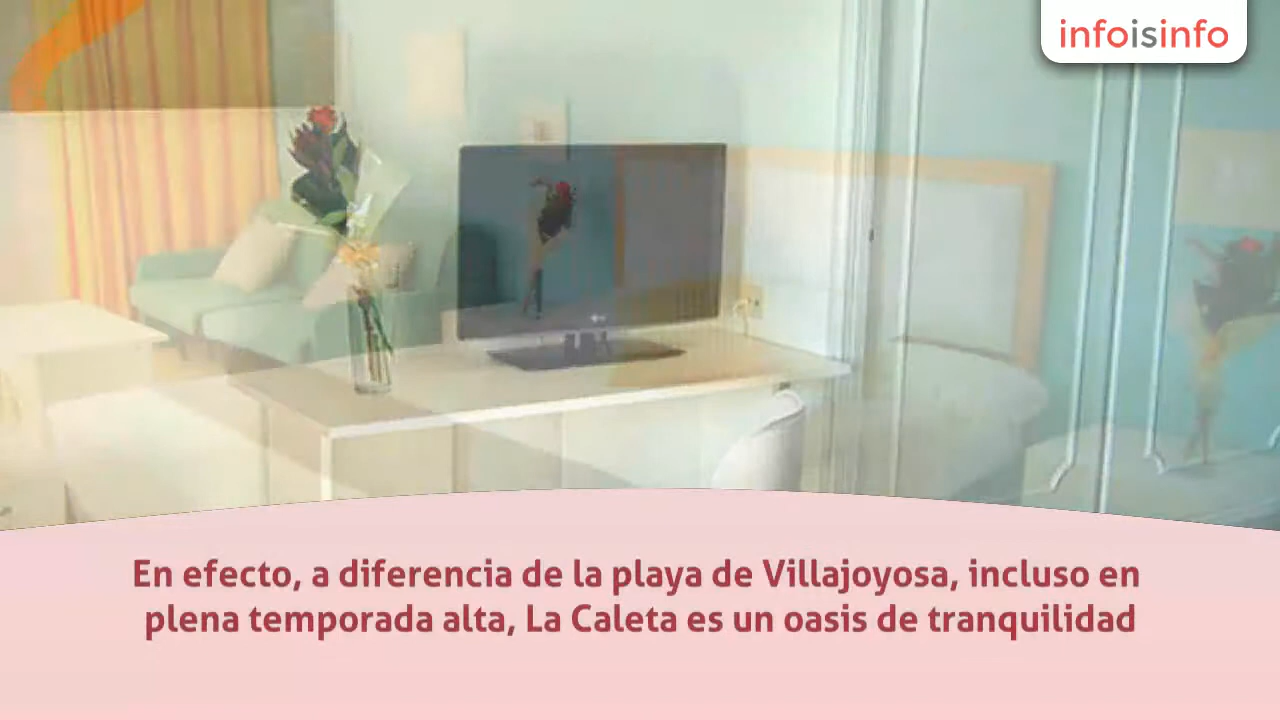 infoisinfo
En efecto, a diferencia de la playa de Villajoyosa, incluso en
plena temporada alta, La Caleta es un oasis de tranquilidad